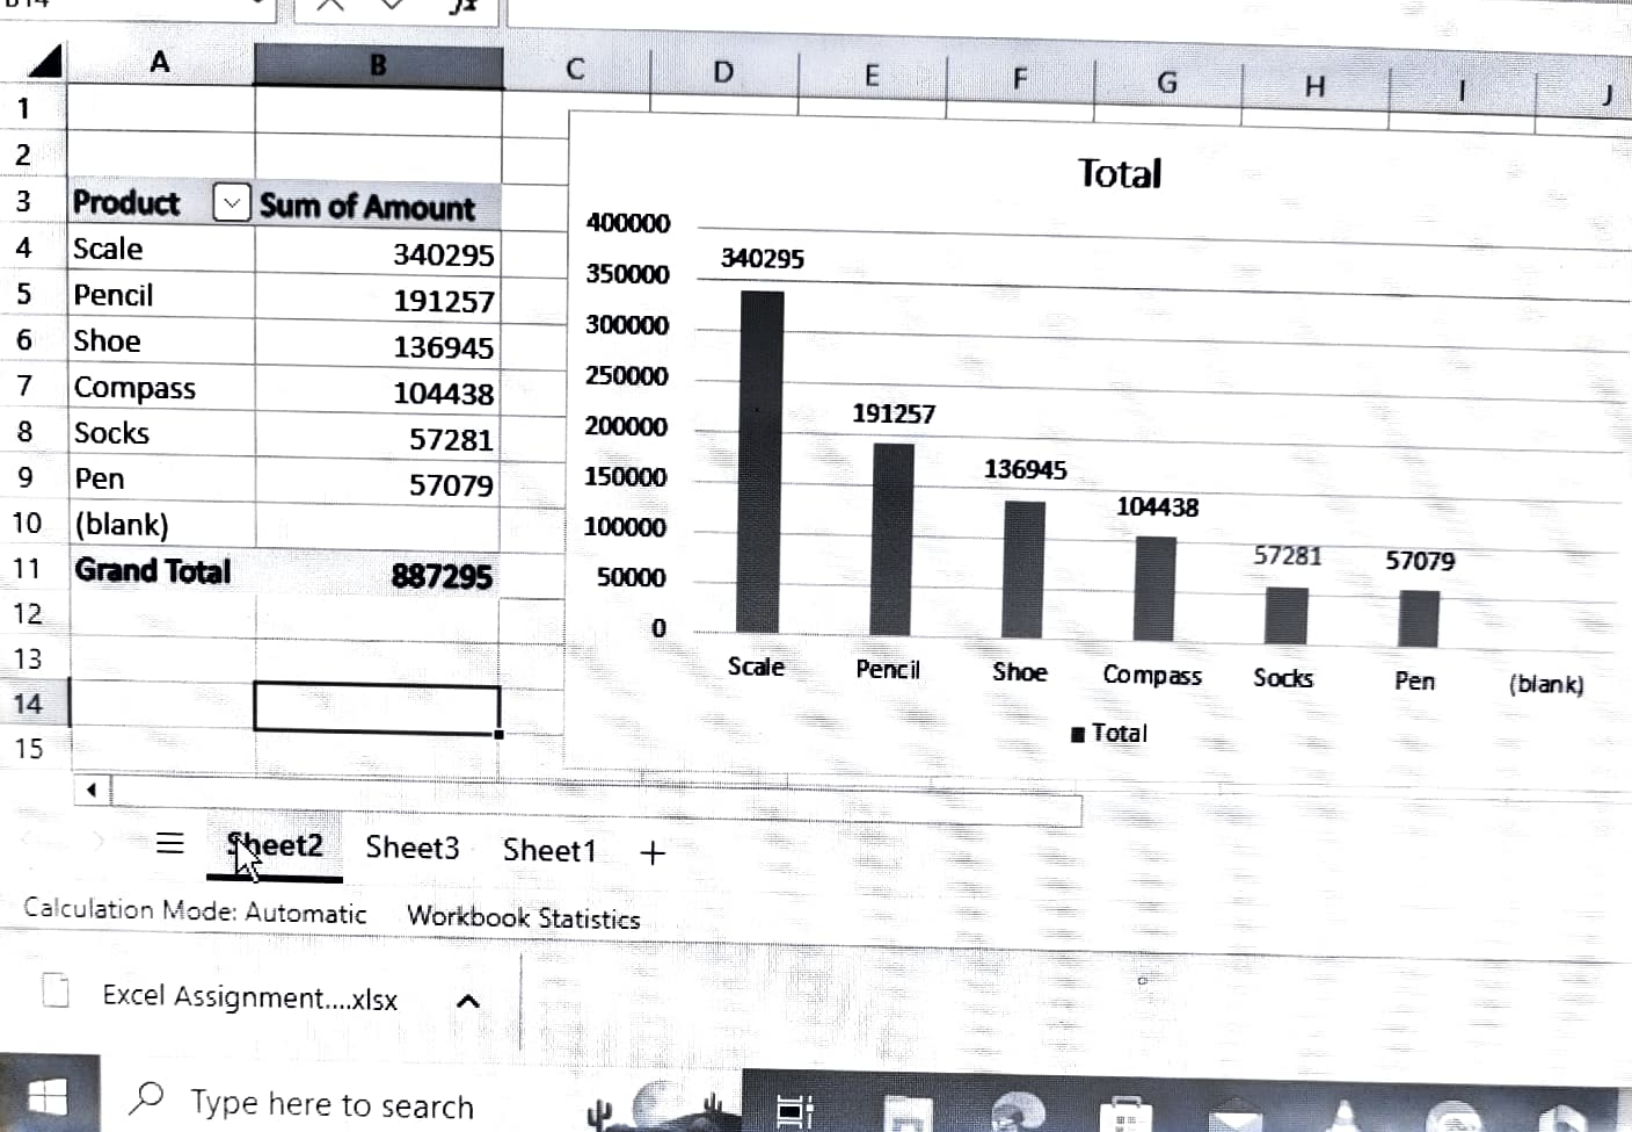 A B C D E F G H I J
1
2
3 Product Sum of Amount
4 Scale 340295
5 Pencil 191257
6 Shoe 136945
7 Compass 104438
8 Socks 57281
9 Pen 57079
10 (blank)
11 Grand Total 887295
12
13
14
15
Total
400000
350000
300000
250000
200000
150000
100000
50000
0
340295
191257
136945
104438
57281
57079
Scale Pencil Shoe Compass Socks Pen (blank)
Total
Sheet2 Sheet3 Sheet1 +
Calculation Mode: Automatic Workbook Statistics
Excel Assignment....xlsx
Type here to search